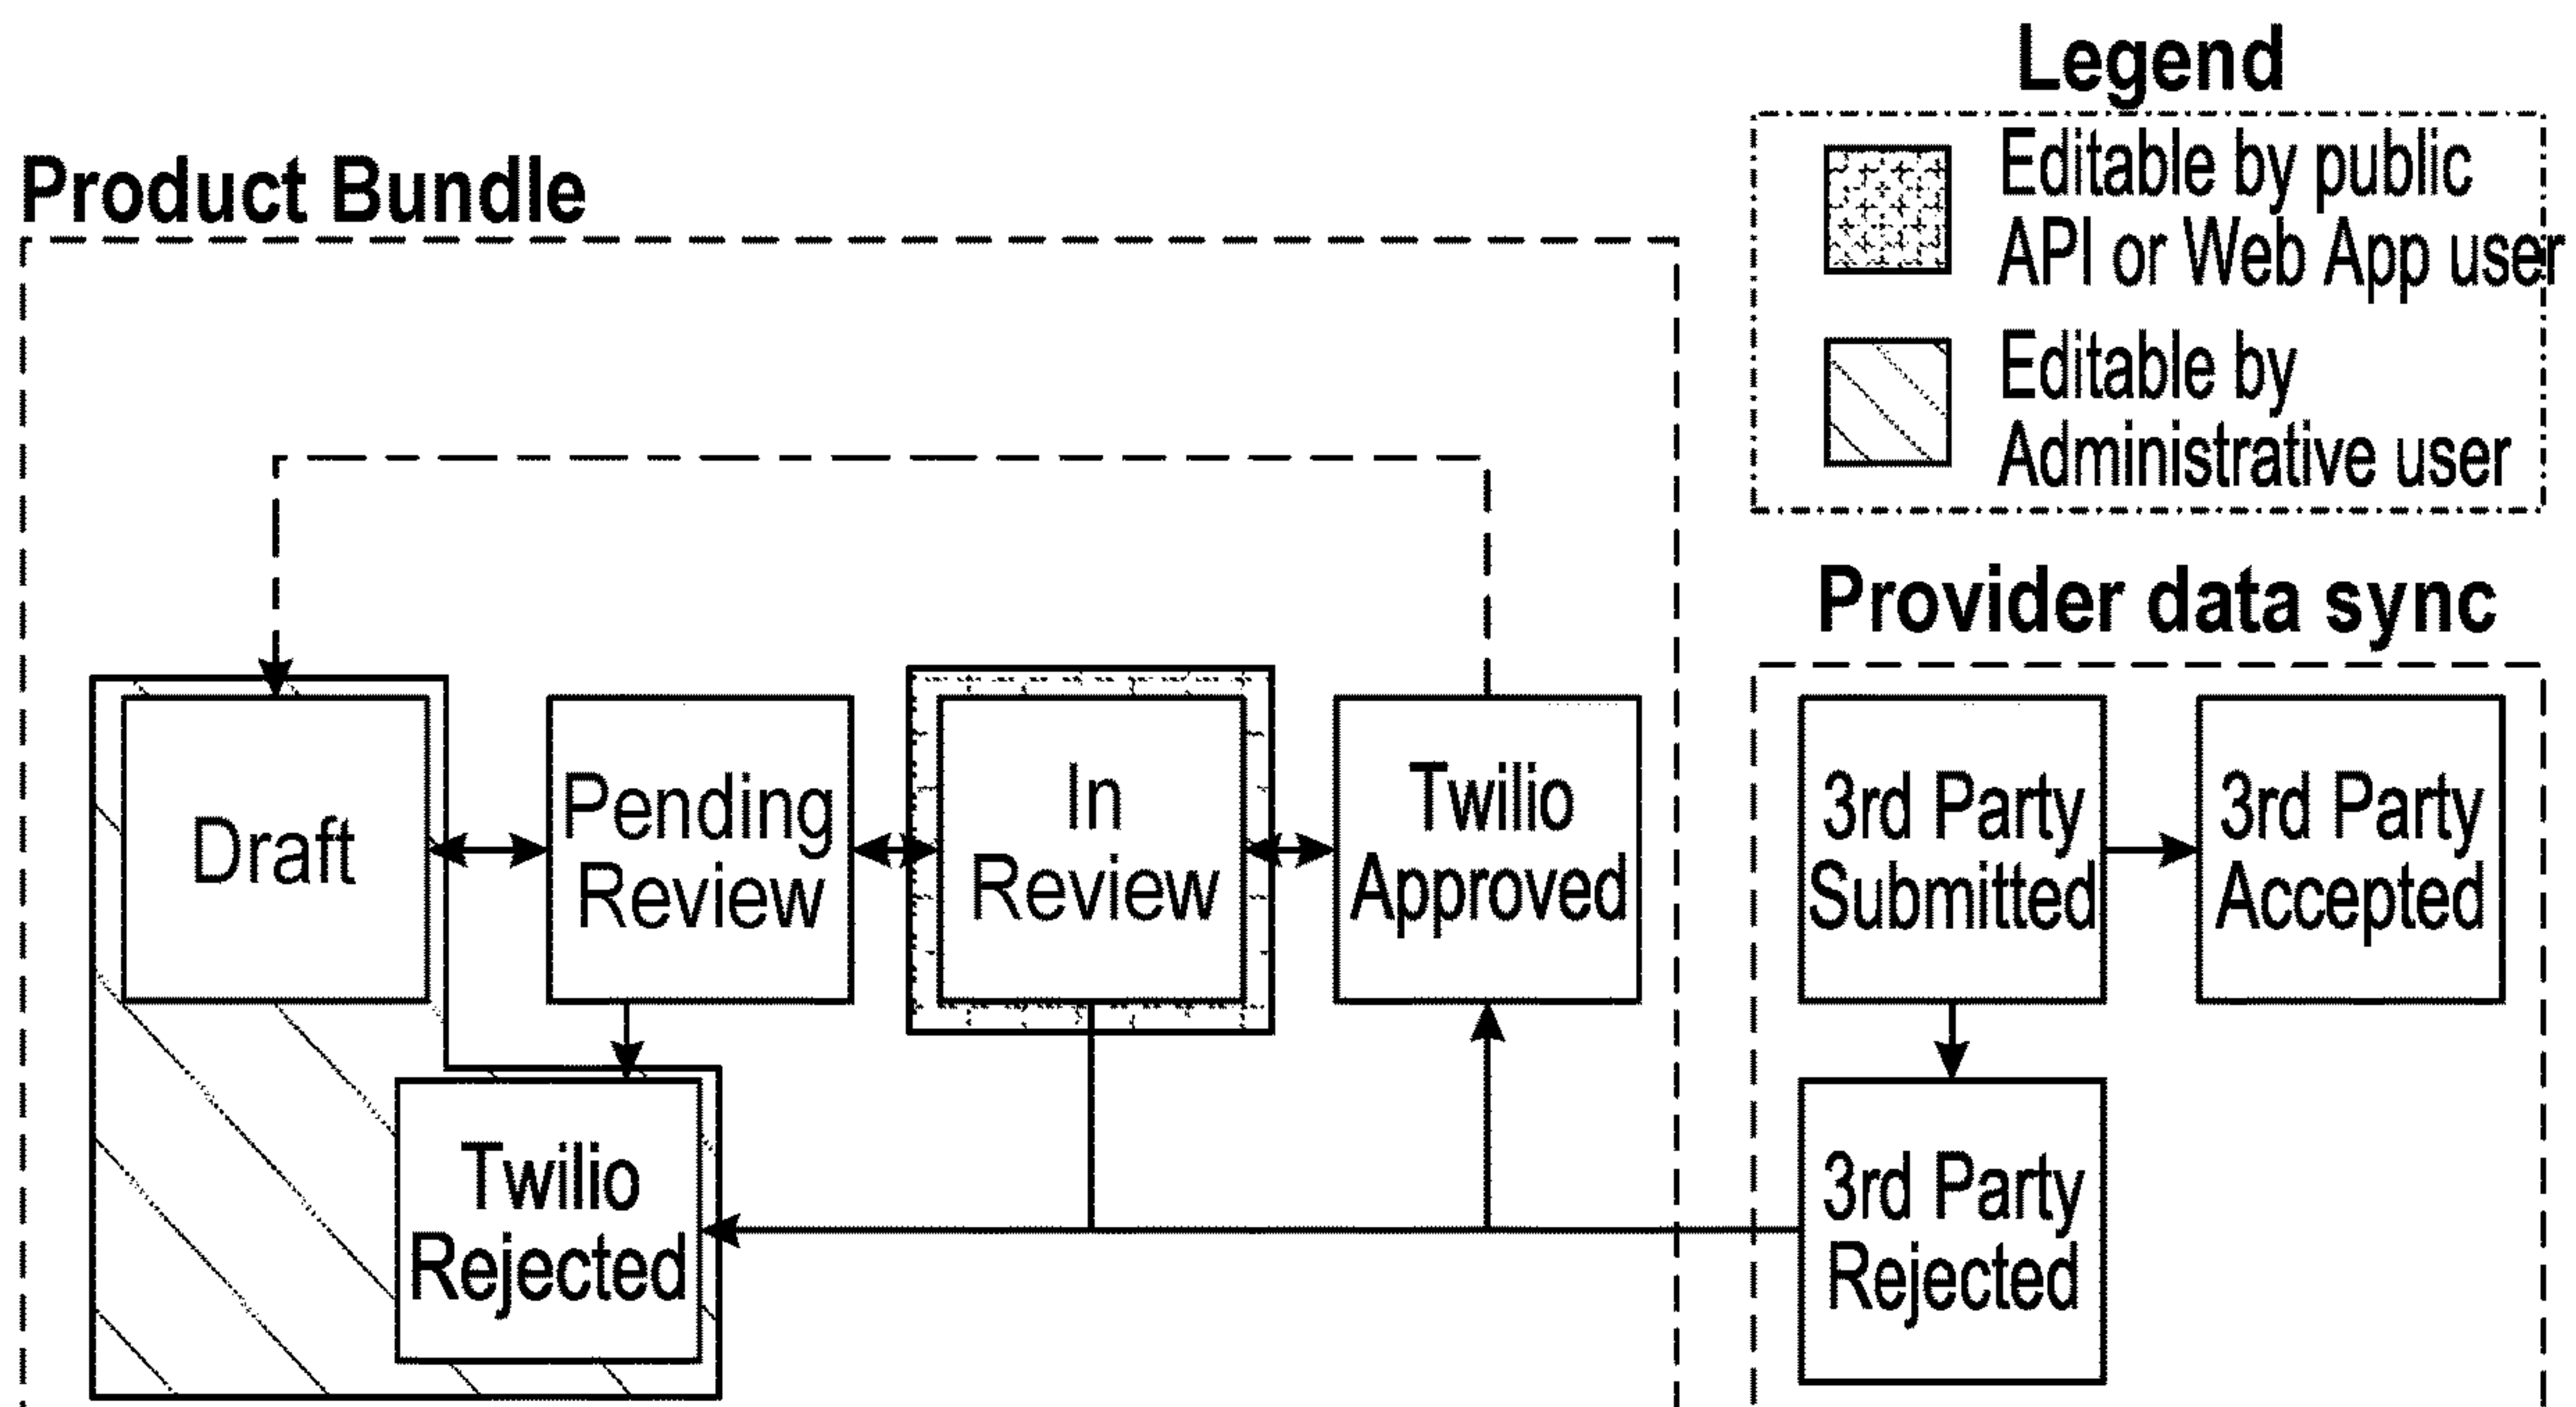 Legend
Editable by public
API or Web App user
Editable by
Administrative user
Product Bundle
Draft
Pending
Review
In
Review
Twilio
Approved
Twilio
Rejected
Provider data sync
3rd Party
Submitted
3rd Party
Accepted
3rd Party
Rejected